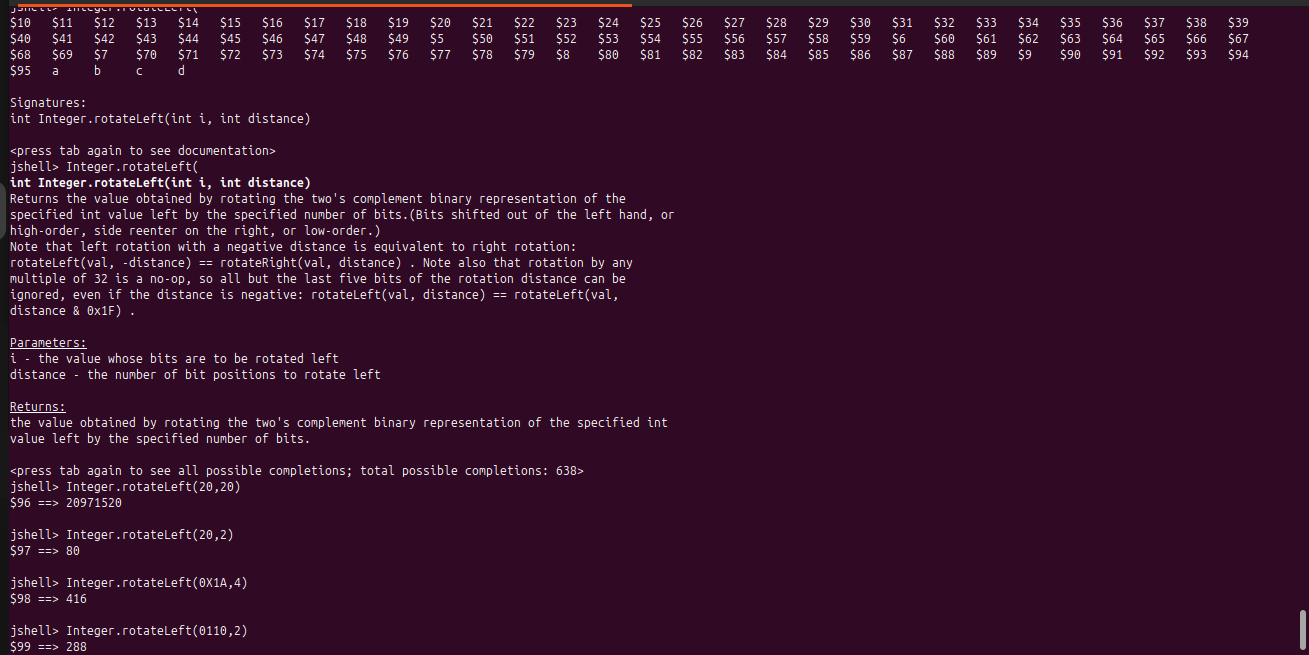 jshell> Integer.rotateLeft(
$10 $11 $12 $13 $14 $15 $16 $17 $18 $19 $20 $21 $22 $23 $24 $25 $26 $27 $28 $29 $30 $31 $32 $33 $34 $35 $36 $37 $38 $39
$40 $41 $42 $43 $44 $45 $46 $47 $48 $49 $5 $50 $51 $52 $53 $54 $55 $56 $57 $58 $59 $6 $60 $61 $62 $63 $64 $65 $66 $67
$68 $69 $7 $70 $71 $72 $73 $74 $75 $76 $77 $78 $79 $8 $80 $81 $82 $83 $84 $85 $86 $87 $88 $89 $9 $90 $91 $92 $93 $94
$95 a b c d
Signatures:
int Integer.rotateLeft(int i, int distance)
<press tab again to see documentation>
jshell> Integer.rotateLeft(
int Integer.rotateLeft(int i, int distance)
Returns the value obtained by rotating the two's complement binary representation of the
specified int value left by the specified number of bits.(Bits shifted out of the left hand, or
high-order, side reenter on the right, or low-order.)
Note that left rotation with a negative distance is equivalent to right rotation:
rotateLeft(val, -distance) == rotateRight(val, distance) . Note also that rotation by any
multiple of 32 is a no-op, so all but the last five bits of the rotation distance can be
ignored, even if the distance is negative: rotateLeft(val, distance) == rotateLeft(val,
distance & 0x1F) .
Parameters:
i - the value whose bits are to be rotated left
distance - the number of bit positions to rotate left
Returns:
the value obtained by rotating the two's complement binary representation of the specified int
value left by the specified number of bits.
<press tab again to see all possible completions; total possible completions: 638>
jshell> Integer.rotateLeft(20,20)
$96 ==> 20971520
jshell> Integer.rotateLeft(20,2)
$97 ==> 80
jshell> Integer.rotateLeft(0X1A,4)
$98 ==> 416
jshell> Integer.rotateLeft(0110,2)
$99 ==> 288